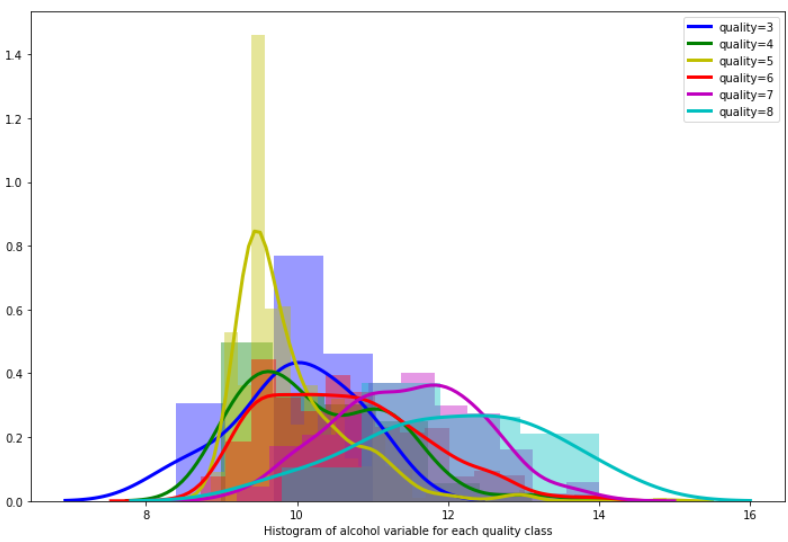 1.4
1.2
1.0
0.8
0.6
0.4
0.2
0.0
quality=3
quality=4
quality=5
quality=6
quality=7
quality=8
8 10 12 14 16
Histogram of alcohol variable for each quality class